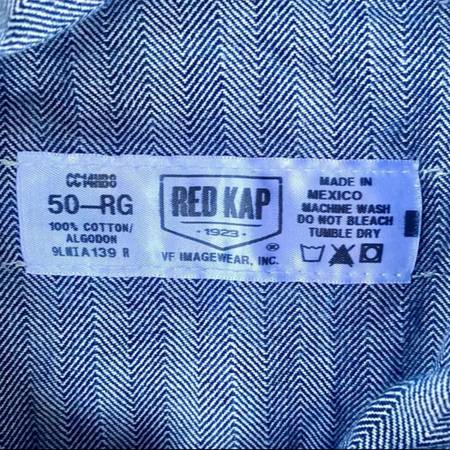 CC14HB8
50-RG
100% COTTON/
ALGODON
9LMIA139 R
RED KAP
-1923-
®
VF IMAGEWEAR, INC.
MADE IN
MEXICO
MACHINE WASH
DO NOT BLEACH
TUMBLE DRY